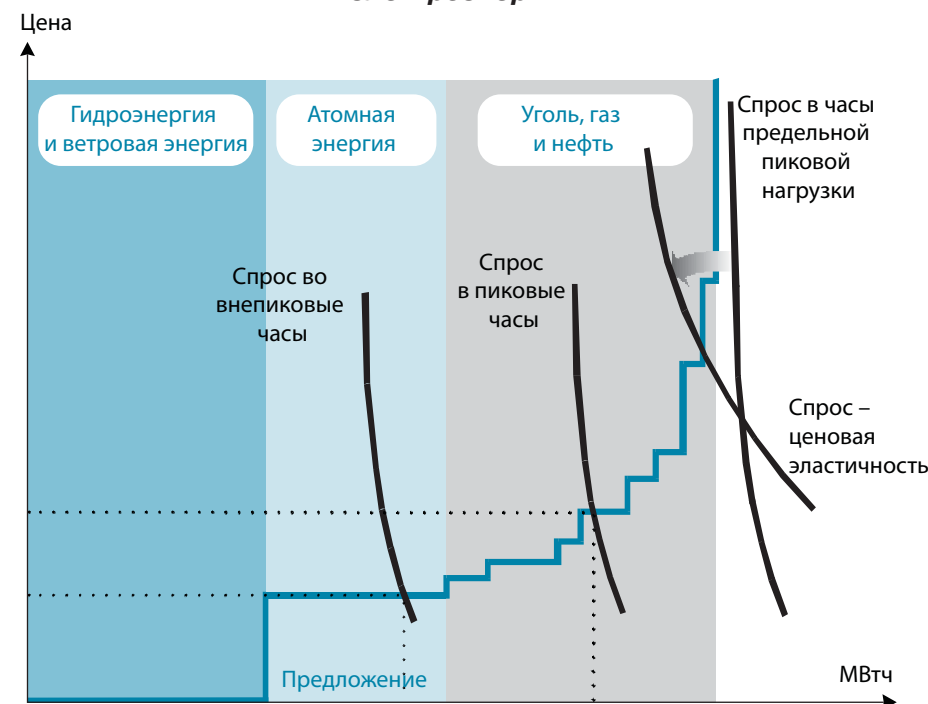 Цена
Гидроэнергия
и ветровая энергия
Атомная
энергия
Уголь, газ
и нефть
Спрос в часы
предельной
пиковой
нагрузки
Спрос во
внепиковые
часы
Спрос
в пиковые
часы
Спрос –
ценовая
эластичность
Предложение
МВтч